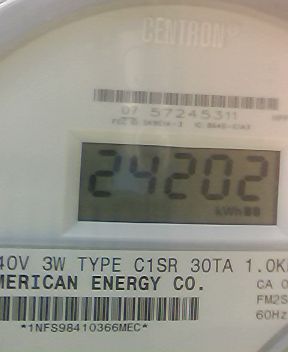 CENTRON®
07 57245311
24202
kWh
40V 3W TYPE C1SR 30TA 1.0K
MERICAN ENERGY CO.
CA 0
FM2S
60Hz
*1NFS98410366MEC*